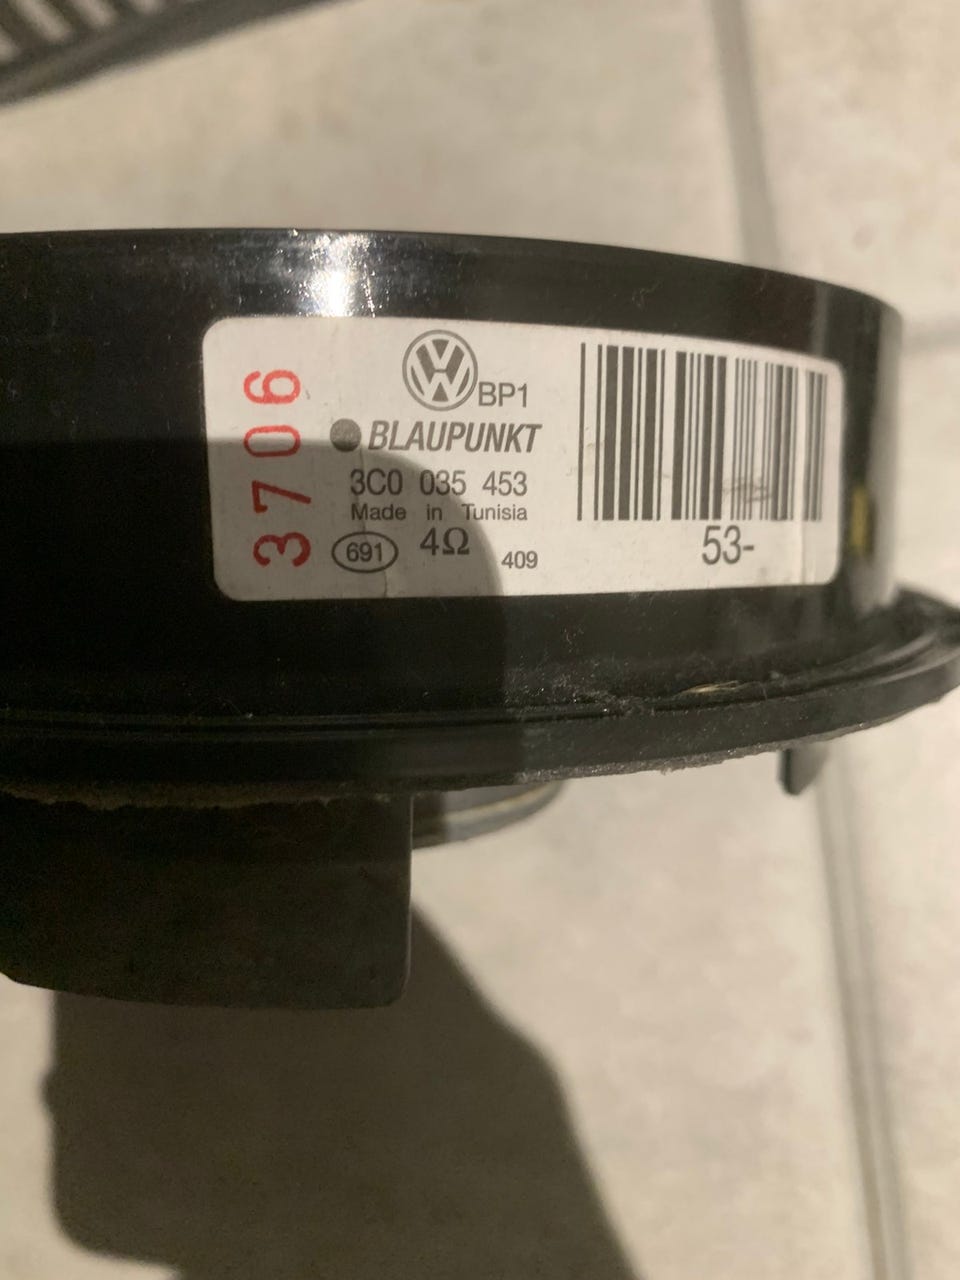 3706
BP1
BLAUPUNKT
3C0 035 453
Made in Tunisia
691 4Ω 409
53-